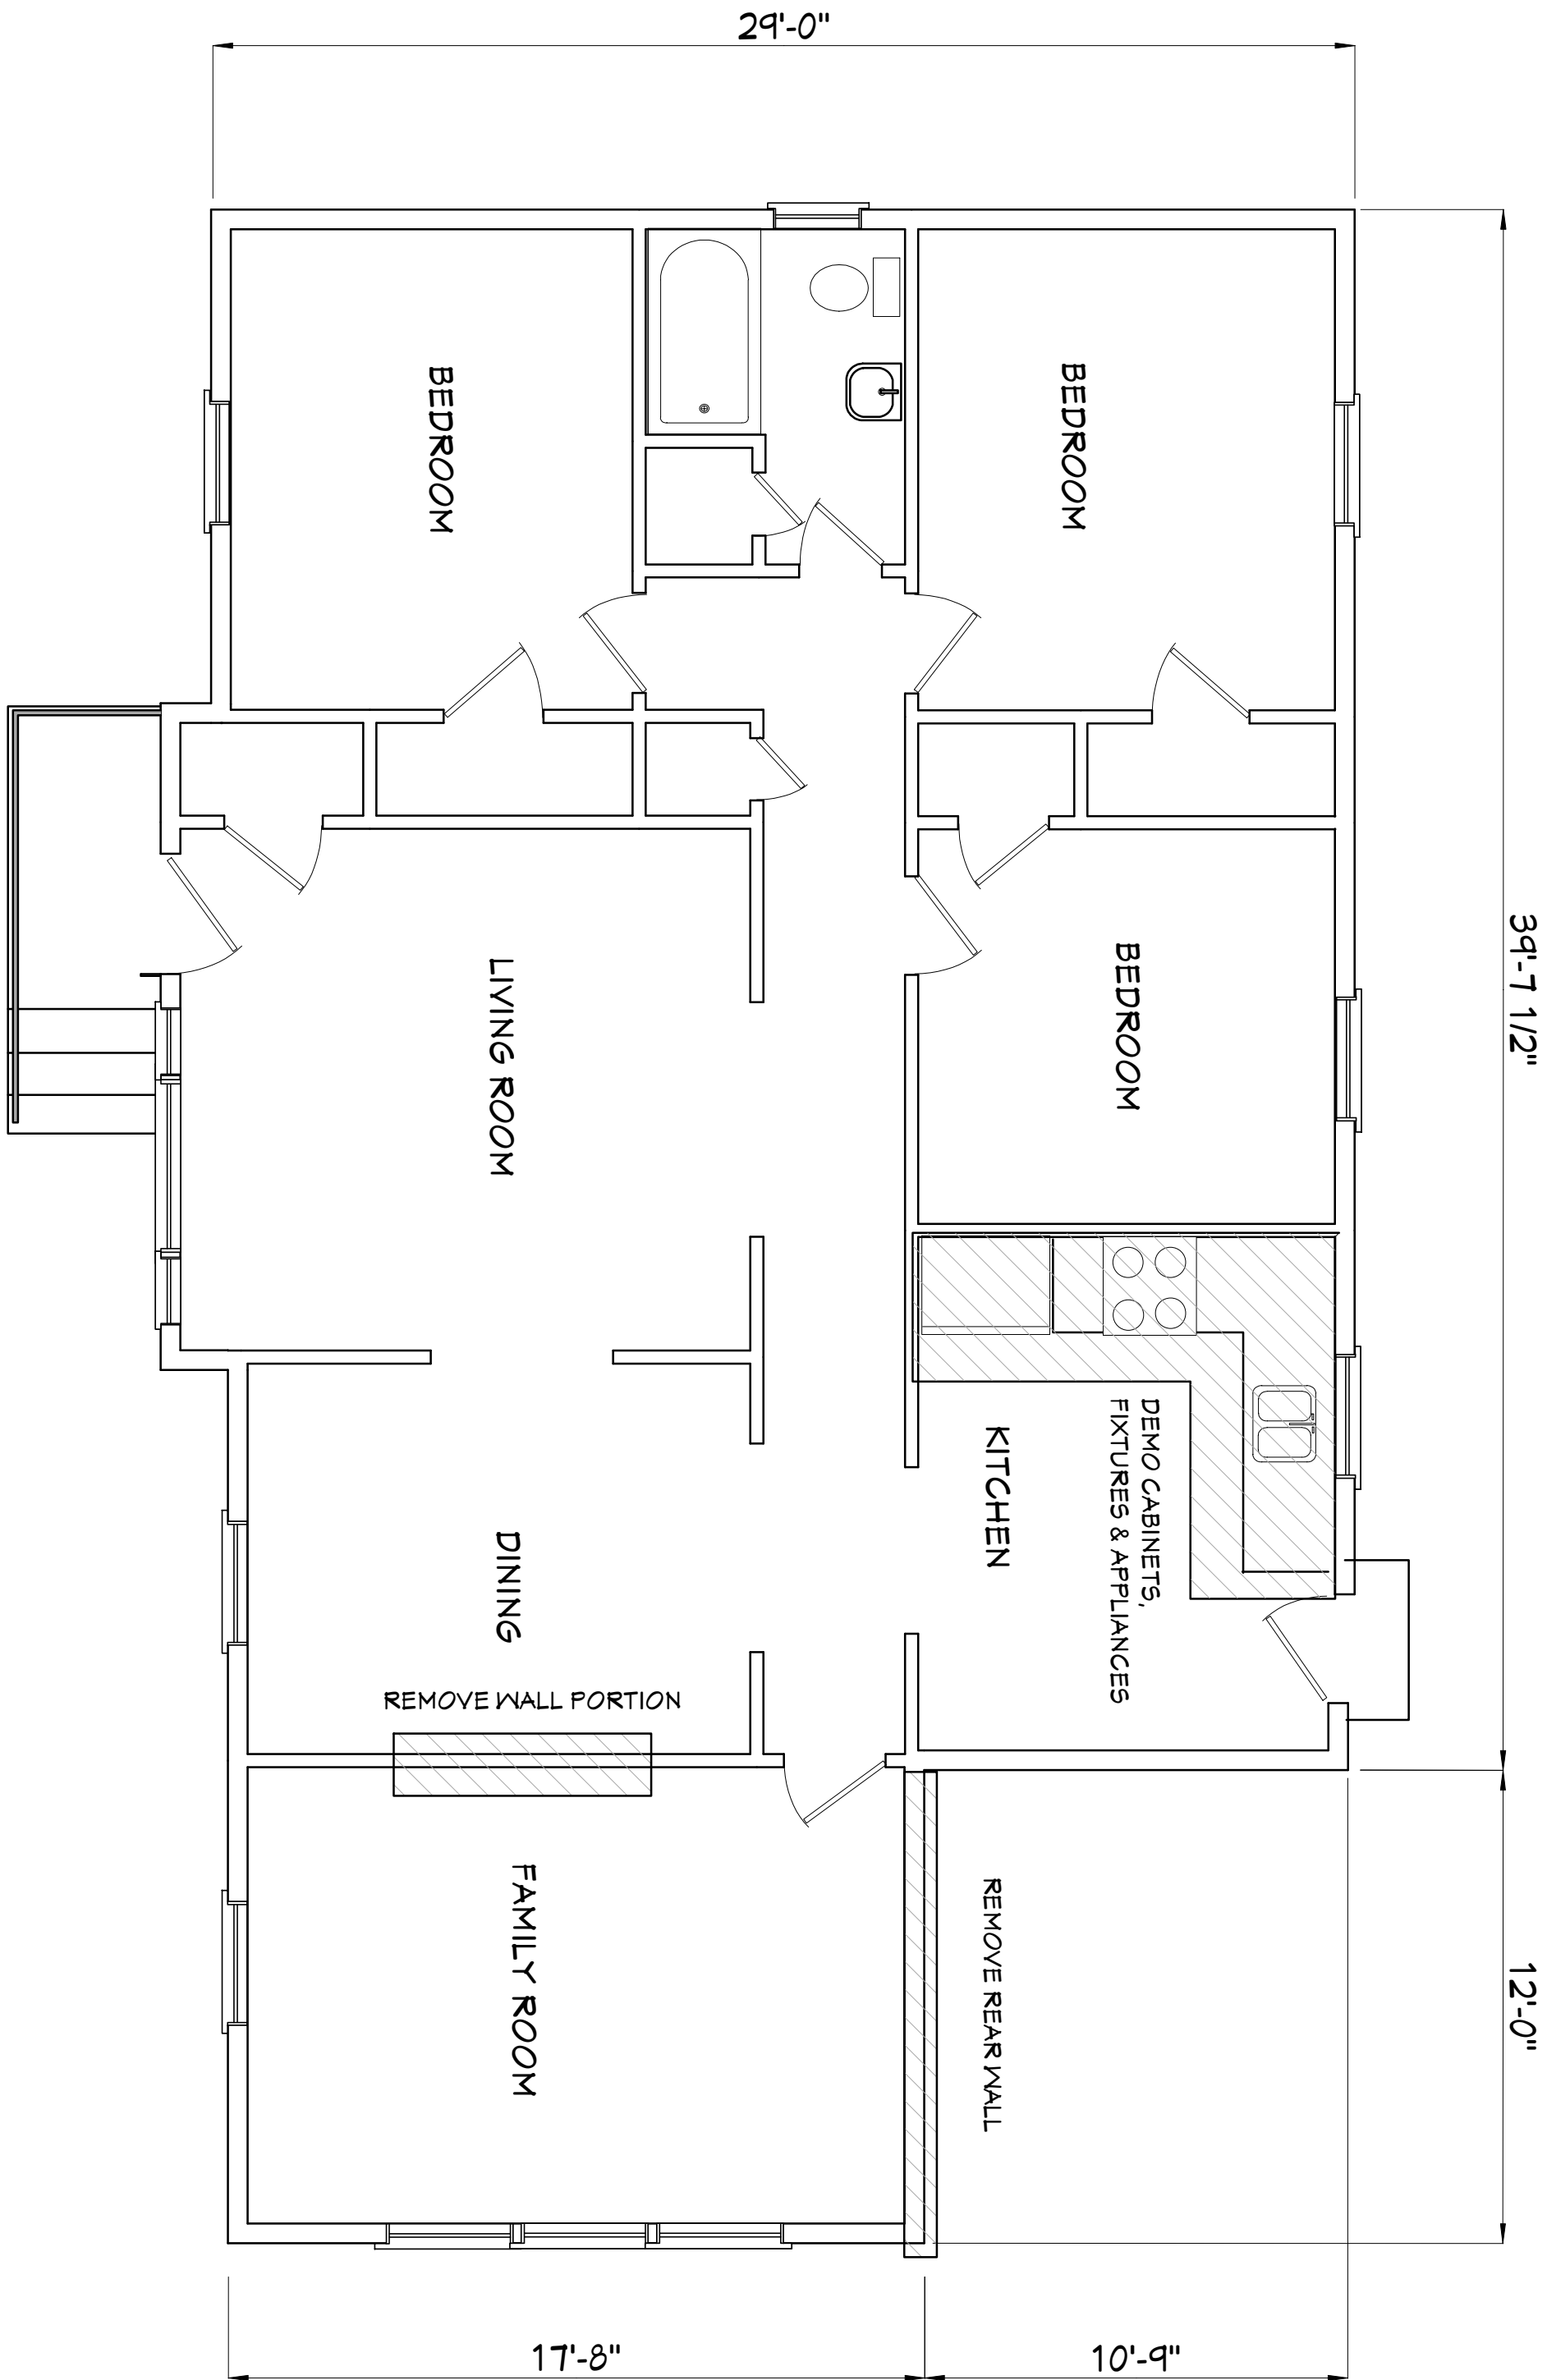 29'-0"
BEDROOM
BEDROOM
39'-7 1/2"
LIVING ROOM
BEDROOM
DEMO CABINETS,
FIXTURES & APPLIANCES
KITCHEN
DINING
REMOVE WALL PORTION
FAMILY ROOM
REMOVE REAR WALL
12'-0"
17'-8"
10'-9"